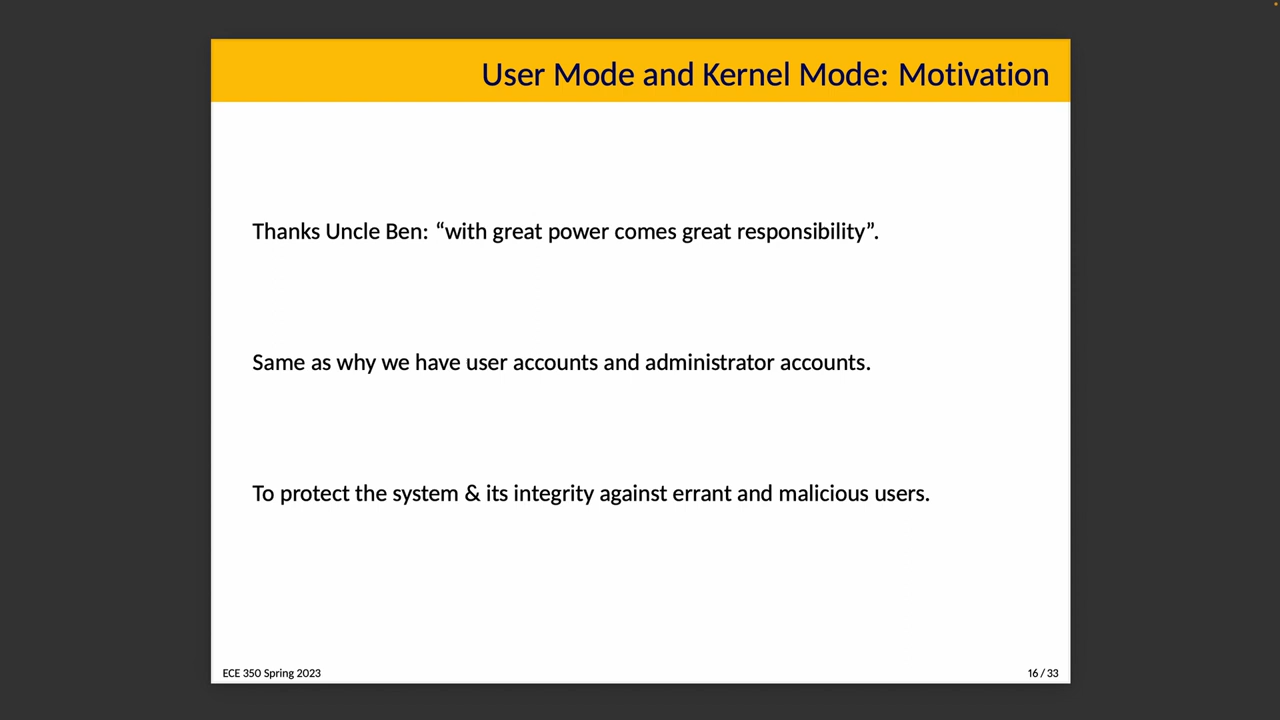 User Mode and Kernel Mode: Motivation
Thanks Uncle Ben: “with great power comes great responsibility”.
Same as why we have user accounts and administrator accounts.
To protect the system & its integrity against errant and malicious users.
ECE 350 Spring 2023
16 / 33